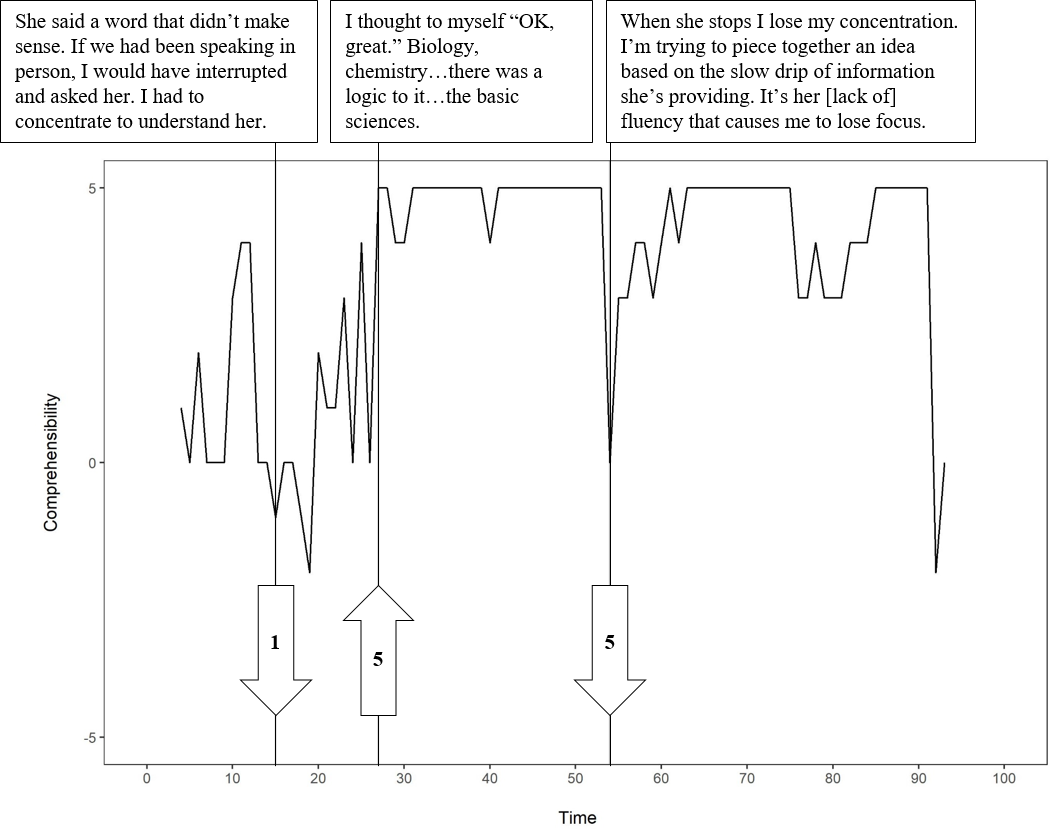 She said a word that didn’t make
sense. If we had been speaking in
person, I would have interrupted
and asked her. I had to
concentrate to understand her.
I thought to myself “OK,
great.” Biology,
chemistry…there was a
logic to it…the basic
sciences.
When she stops I lose my concentration.
I’m trying to piece together an idea
based on the slow drip of information
she’s providing. It’s her [lack of]
fluency that causes me to lose focus.
5
0
-5
Comprehensibility
1
5
5
0 10 20 30 40 50 60 70 80 90 100
Time